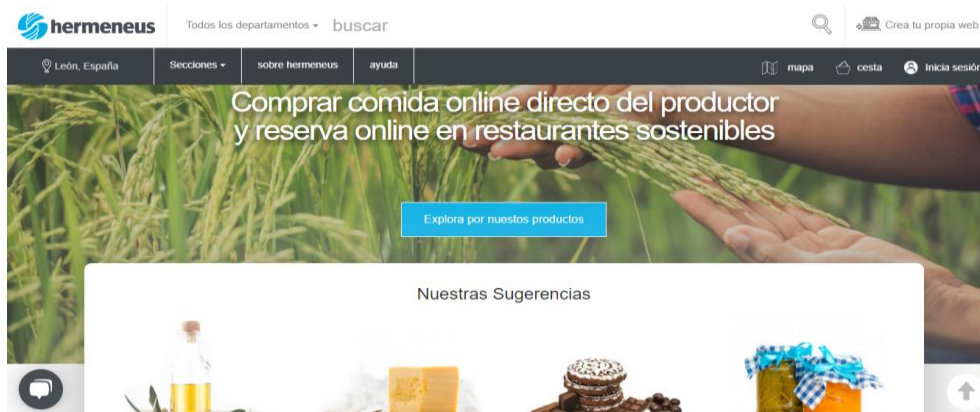 hermeneus
Todos los departamentos
buscar
Crea tu propia web
León, España
Secciones
sobre hermeneus
ayuda
mapa
cesta
Inicia sesión
Comprar comida online directo del productor
y reserva online en restaurantes sostenibles
Explora por nuestos productos
Nuestras Sugerencias